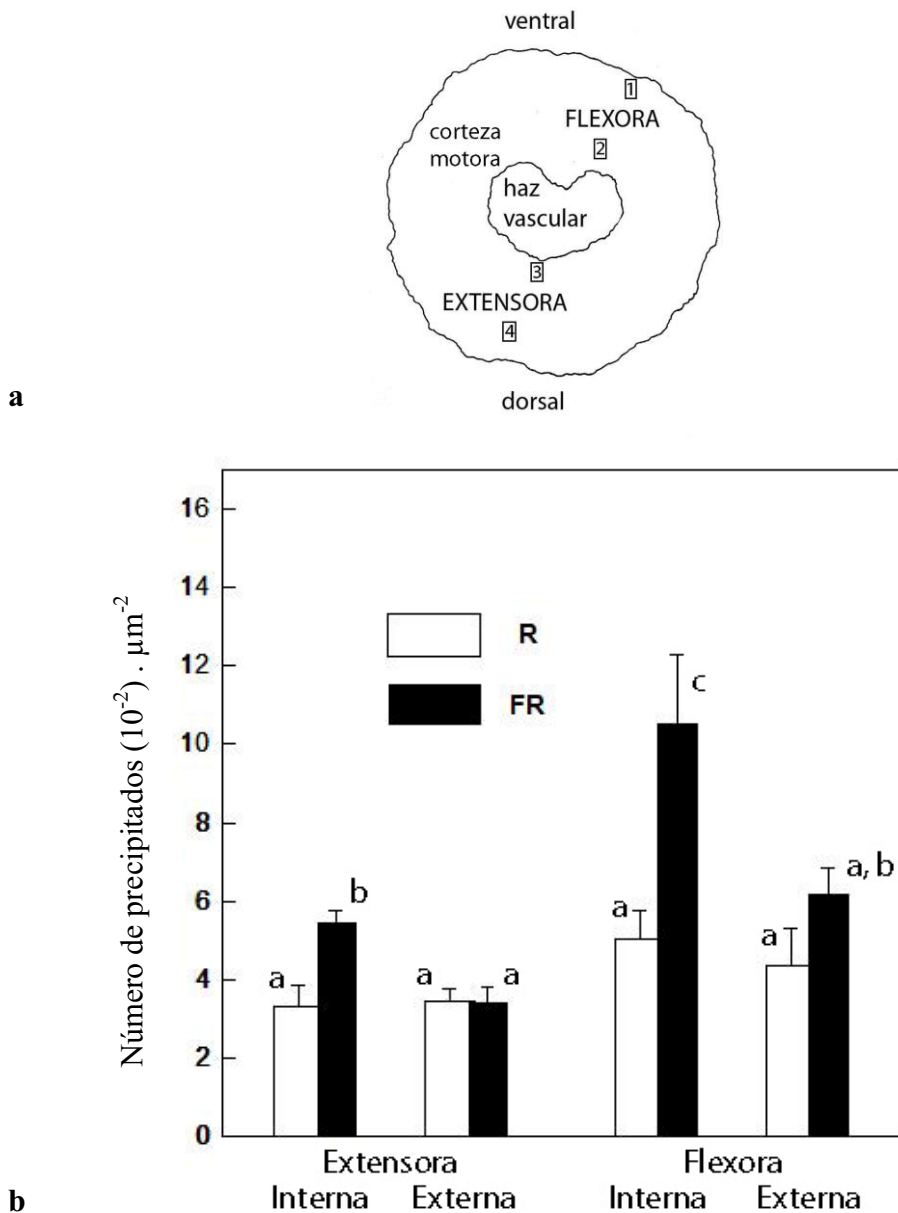 ventral
1
FLEXORA
corteza
motora
2
haz
vascular
3
EXTENSORA
4
dorsal
a
Número de precipitados (10⁻²) . µm⁻²
16
14
12
10
8
6
4
2
0
R
FR
a
b
a
a
a
c
a
a, b
Extensora Flexora
Interna Externa Interna Externa
b